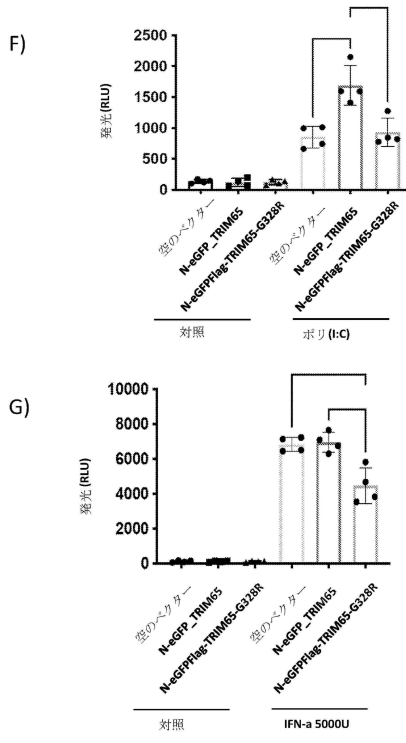 F)
発光(RLU)
2500
2000
1500
1000
500
0
空のベクター
N-eGFP_TRIM65
N-eGFPFlag-TRIM65-G328R
空のベクター
N-eGFP_TRIM65
N-eGFPFlag-TRIM65-G328R
対照
ポリ(I:C)
G)
発光(RLU)
10000
8000
6000
4000
2000
0
空のベクター
N-eGFP_TRIM65
N-eGFPFlag-TRIM65-G328R
空のベクター
N-eGFP_TRIM65
N-eGFPFlag-TRIM65-G328R
対照
IFN-a 5000U